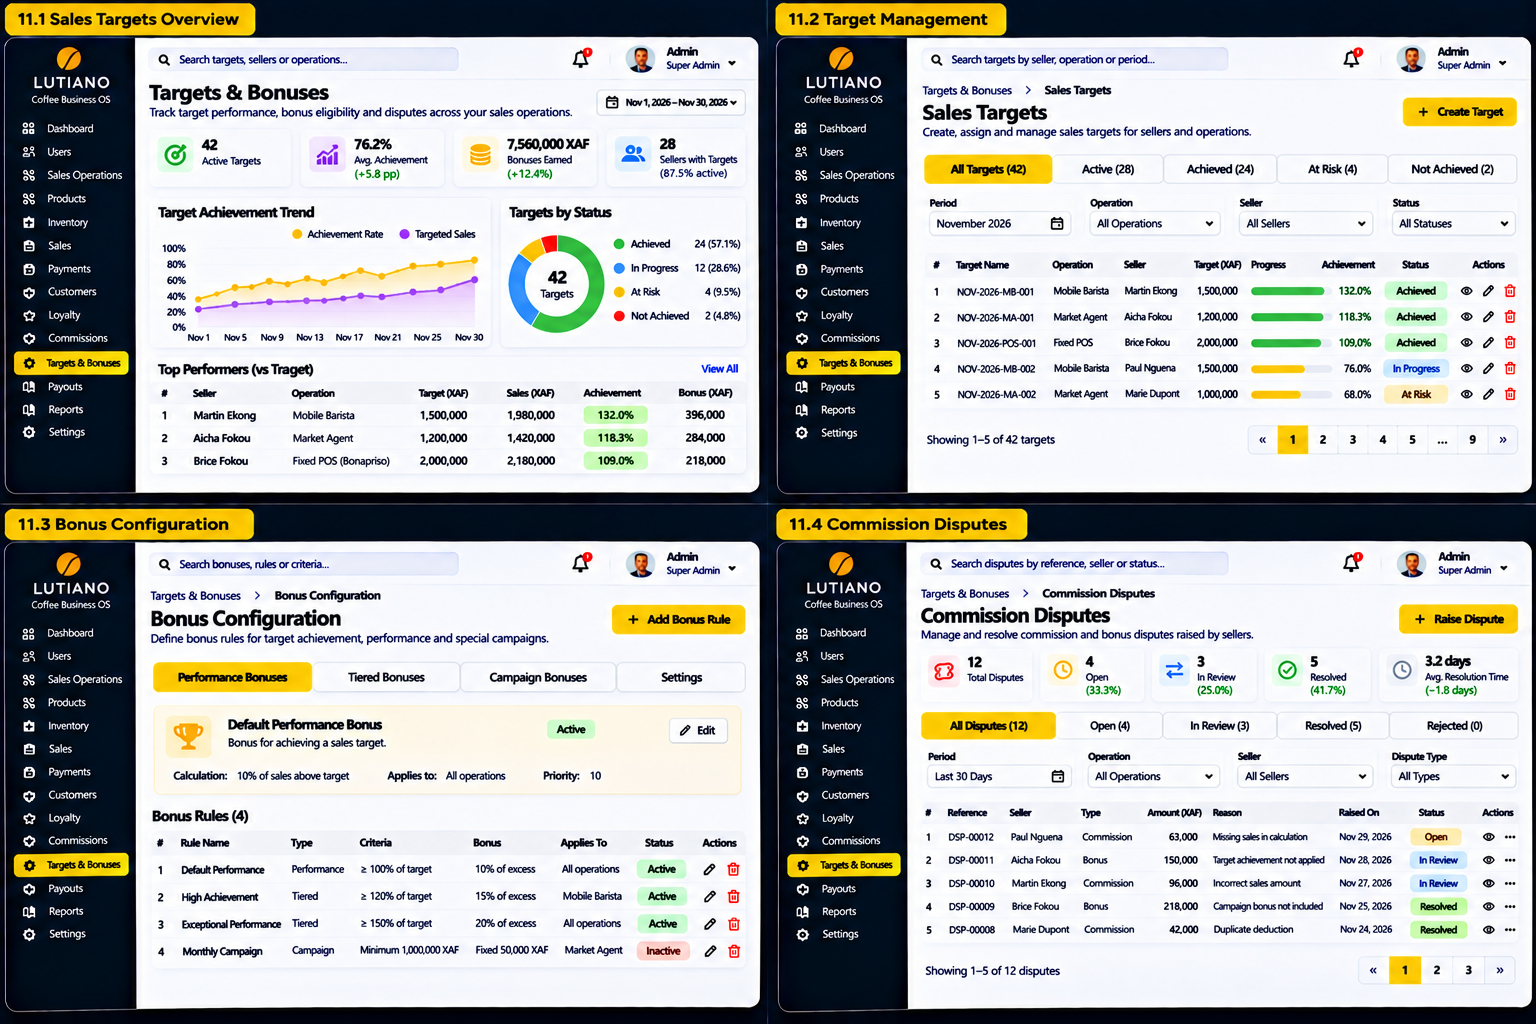 11.1 Sales Targets Overview
LUTIANO
Coffee Business OS
Dashboard
Users
Sales Operations
Products
Inventory
Sales
Payments
Customers
Loyalty
Commissions
Targets & Bonuses
Payouts
Reports
Settings
Search targets, sellers or operations...
Admin
Super Admin
Targets & Bonuses
Track target performance, bonus eligibility and disputes across your sales operations.
Nov 1, 2026 – Nov 30, 2026
42
Active Targets
76.2%
Avg. Achievement
(+5.8 pp)
7,560,000 XAF
Bonuses Earned
(+12.4%)
28
Sellers with Targets
(87.5% active)
Target Achievement Trend
Achievement Rate Targeted Sales
100%
80%
60%
40%
20%
0%
Nov 1 Nov 5 Nov 9 Nov 13 Nov 17 Nov 21 Nov 25 Nov 30
Targets by Status
42
Targets
Achieved 24 (57.1%)
In Progress 12 (28.6%)
At Risk 4 (9.5%)
Not Achieved 2 (4.8%)
Top Performers (vs Traget) View All
# Seller Operation Target (XAF) Sales (XAF) Achievement Bonus (XAF)
1 Martin Ekong Mobile Barista 1,500,000 1,980,000 132.0% 396,000
2 Aicha Fokou Market Agent 1,200,000 1,420,000 118.3% 284,000
3 Brice Fokou Fixed POS (Bonapriso) 2,000,000 2,180,000 109.0% 218,000
11.2 Target Management
LUTIANO
Coffee Business OS
Dashboard
Users
Sales Operations
Products
Inventory
Sales
Payments
Customers
Loyalty
Commissions
Targets & Bonuses
Payouts
Reports
Settings
Search targets by seller, operation or period...
Admin
Super Admin
Targets & Bonuses > Sales Targets
Sales Targets
Create, assign and manage sales targets for sellers and operations.
+ Create Target
All Targets (42) Active (28) Achieved (24) At Risk (4) Not Achieved (2)
Period Operation Seller Status
November 2026 All Operations All Sellers All Statuses
# Target Name Operation Seller Target (XAF) Progress Achievement Status Actions
1 NOV-2026-MB-001 Mobile Barista Martin Ekong 1,500,000 132.0% Achieved
2 NOV-2026-MA-001 Market Agent Aicha Fokou 1,200,000 118.3% Achieved
3 NOV-2026-POS-001 Fixed POS Brice Fokou 2,000,000 109,0% Achieved
4 NOV-2026-MB-002 Mobile Barista Paul Nguena 1,500,000 76.0% In Progress
5 NOV-2026-MA-002 Market Agent Marie Dupont 1,000,000 68.0% At Risk
Showing 1–5 of 42 targets
« 1 2 3 4 5 ... 9 »
11.3 Bonus Configuration
LUTIANO
Coffee Business OS
Dashboard
Users
Sales Operations
Products
Inventory
Sales
Payments
Customers
Loyalty
Commissions
Targets & Bonuses
Payouts
Reports
Settings
Search bonuses, rules or criteria...
Admin
Super Admin
Targets & Bonuses > Bonus Configuration
Bonus Configuration
Define bonus rules for target achievement, performance and special campaigns.
+ Add Bonus Rule
Performance Bonuses Tiered Bonuses Campaign Bonuses Settings
Default Performance Bonus
Bonus for achieving a sales target.
Active
Edit
Calculation: 10% of sales above target Applies to: All operations Priority: 10
Bonus Rules (4)
# Rule Name Type Criteria Bonus Applies To Status Actions
1 Default Performance Performance ≥ 100% of target 10% of excess All operations Active
2 High Achievement Tiered ≥ 120% of target 15% of excess Mobile Barista Active
3 Exceptional Performance Tiered ≥ 150% of target 20% of excess All operations Active
4 Monthly Campaign Campaign Minimum 1,000,000 XAF Fixed 50,000 XAF Market Agent Inactive
11.4 Commission Disputes
LUTIANO
Coffee Business OS
Dashboard
Users
Sales Operations
Products
Inventory
Sales
Payments
Customers
Loyalty
Commissions
Targets & Bonuses
Payouts
Reports
Settings
Search disputes by reference, seller or status...
Admin
Super Admin
Targets & Bonuses > Commission Disputes
Commission Disputes
Manage and resolve commission and bonus disputes raised by sellers.
+ Raise Dispute
12
Total Disputes
4
Open
(33.3%)
3
In Review
(25.0%)
5
Resolved
(41.7%)
3.2 days
Avg. Resolution Time
(−1.8 days)
All Disputes (12) Open (4) In Review (3) Resolved (5) Rejected (0)
Period Operation Seller Dispute Type
Last 30 Days All Operations All Sellers All Types
# Reference Seller Type Amount (XAF) Reason Raised On Status Actions
1 DSP-00012 Paul Nguena Commission 63,000 Missing sales in calculation Nov 29, 2026 Open
2 DSP-00011 Aicha Fokou Bonus 150,000 Target achievement not applied Nov 28, 2026 In Review
3 DSP-00010 Martin Ekong Commission 96,000 Incorrect sales amount Nov 27, 2026 In Review
4 DSP-00009 Brice Fokou Bonus 218,000 Campaign bonus not included Nov 25, 2026 Resolved
5 DSP-00008 Marie Dupont Commission 42,000 Duplicate deduction Nov 24, 2026 Resolved
Showing 1–5 of 12 disputes
« 1 2 3 »